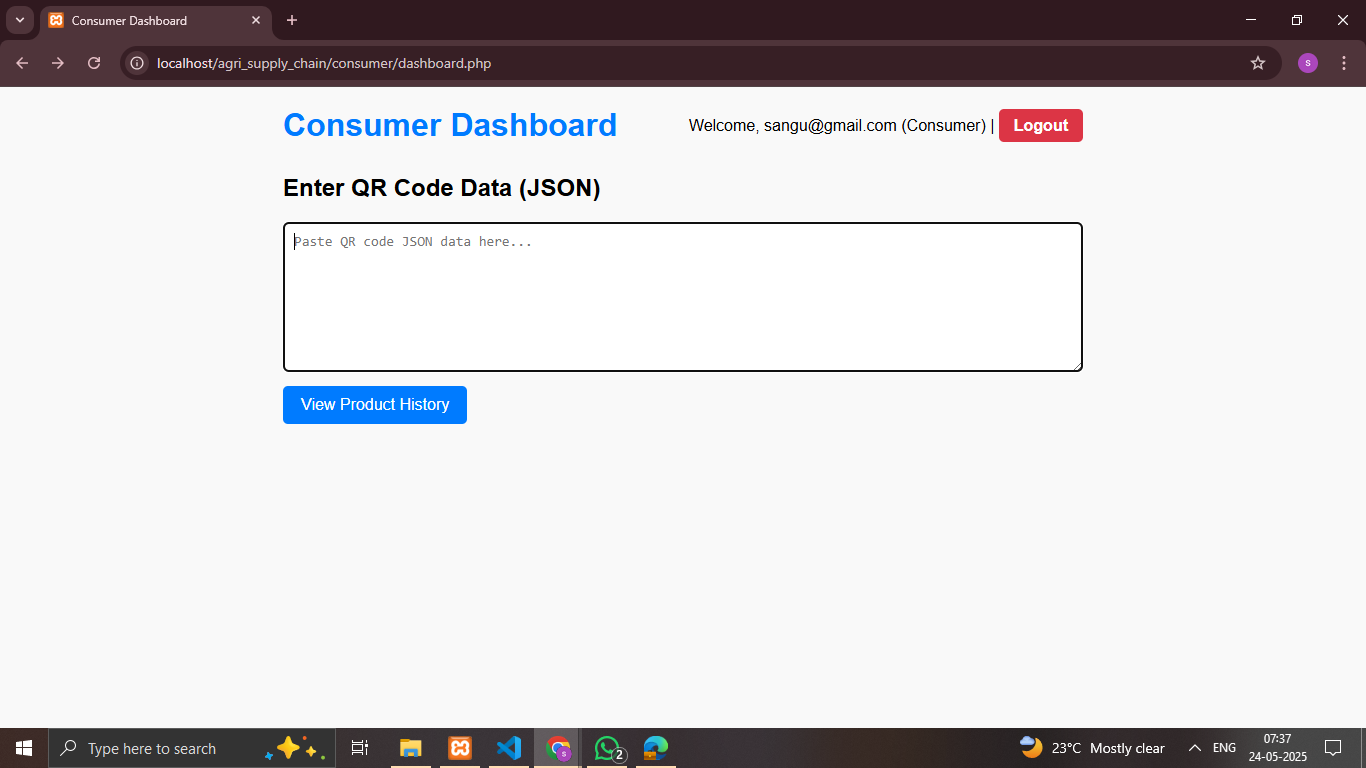 Consumer Dashboard
localhost/agri_supply_chain/consumer/dashboard.php
s
Consumer Dashboard
Welcome, sangu@gmail.com (Consumer) | Logout
Enter QR Code Data (JSON)
Paste QR code JSON data here...
View Product History
Type here to search
s
2
23°C Mostly clear
ENG
07:37
24-05-2025